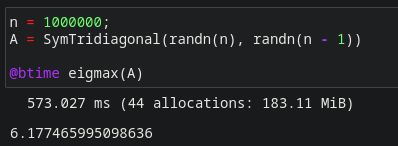 n = 1000000;
A = SymTridiagonal(randn(n), randn(n - 1))
@btime eigmax(A)
573.027 ms (44 allocations: 183.11 MiB)
6.177465995098636